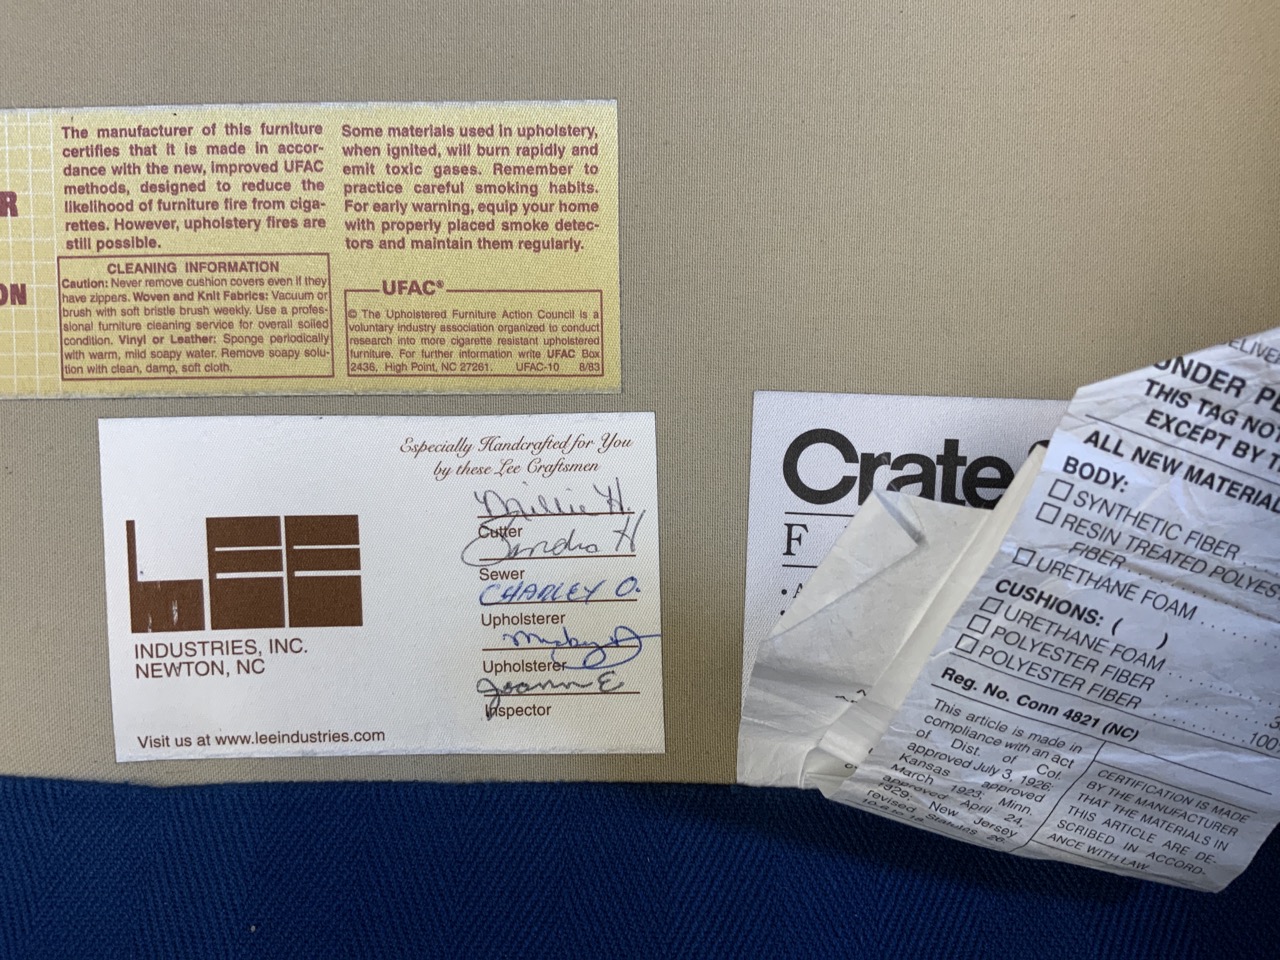 R
ON
The manufacturer of this furniture
certifies that it is made in accor-
dance with the new, improved UFAC
methods, designed to reduce the
likelihood of furniture fire from ciga-
rettes. However, upholstery fires are
still possible.
CLEANING INFORMATION
Caution: Never remove cushion covers even if they
have zippers. Woven and Knit Fabrics: Vacuum or
brush with soft bristle brush weekly. Use a profes-
sional furniture cleaning service for overall soiled
condition. Vinyl or Leather: Sponge periodically
with warm, mild soapy water. Remove soapy solu-
tion with clean, damp, soft cloth.
Some materials used in upholstery,
when ignited, will burn rapidly and
emit toxic gases. Remember to
practice careful smoking habits.
For early warning, equip your home
with properly placed smoke detec-
tors and maintain them regularly.
UFAC®
© The Upholstered Furniture Action Council is a
voluntary industry association organized to conduct
research into more cigarette resistant upholstered
furniture. For further information write UFAC Box
2436, High Point, NC 27261. UFAC-10 8/83
Especially Handcrafted for You
by these Lee Craftsmen
LEE
INDUSTRIES, INC.
NEWTON, NC
Visit us at www.leeindustries.com
Millie H.
Cutter
Sandra H
Sewer
CHARLEY O.
Upholsterer
Upholsterer
Joann E
Inspector
Crate
F
ELIVE
UNDER PE
THIS TAG NOT
EXCEPT BY T
ALL NEW MATERIAL
BODY:
SYNTHETIC FIBER
RESIN TREATED POLYES
FIBER
URETHANE FOAM
CUSHIONS: ( )
URETHANE FOAM
POLYESTER FIBER
POLYESTER FIBER
100
Reg. No. Conn 4821 (NC)
This article is made in
compliance with an act
of Dist. of Col.
approved July 3, 1926;
Kansas approved
March 1923; Minn.
approved April 24,
1929; New Jersey
revised Statutes 26:
CERTIFICATION IS MADE
BY THE MANUFACTURER
THAT THE MATERIALS IN
THIS ARTICLE ARE DE-
SCRIBED IN ACCORD-
ANCE WITH LAW